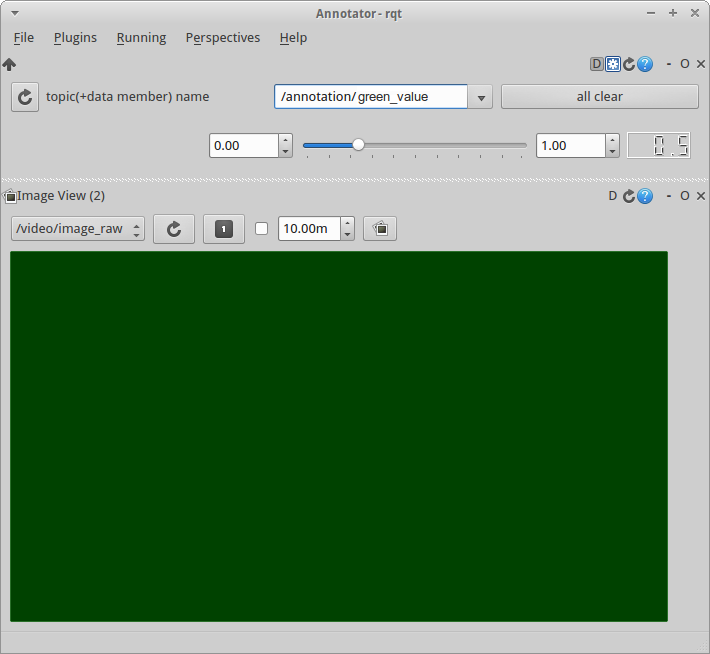 Annotator - rqt
File Plugins Running Perspectives Help
D ? - O ×
topic(+data member) name /annotation/green_value all clear
0.00 1.00 0.5
Image View (2) D ? - O ×
/video/image_raw 1 10.00m